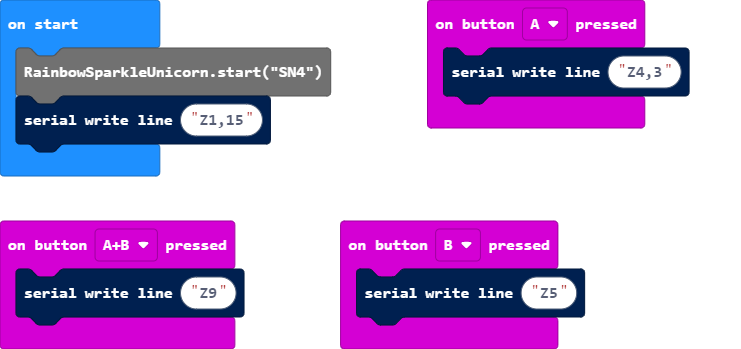 on start
RainbowSparkleUnicorn.start("SN4")
serial write line "Z1,15"
on button A pressed
serial write line "Z4,3"
on button A+B pressed
serial write line "Z9"
on button B pressed
serial write line "Z5"